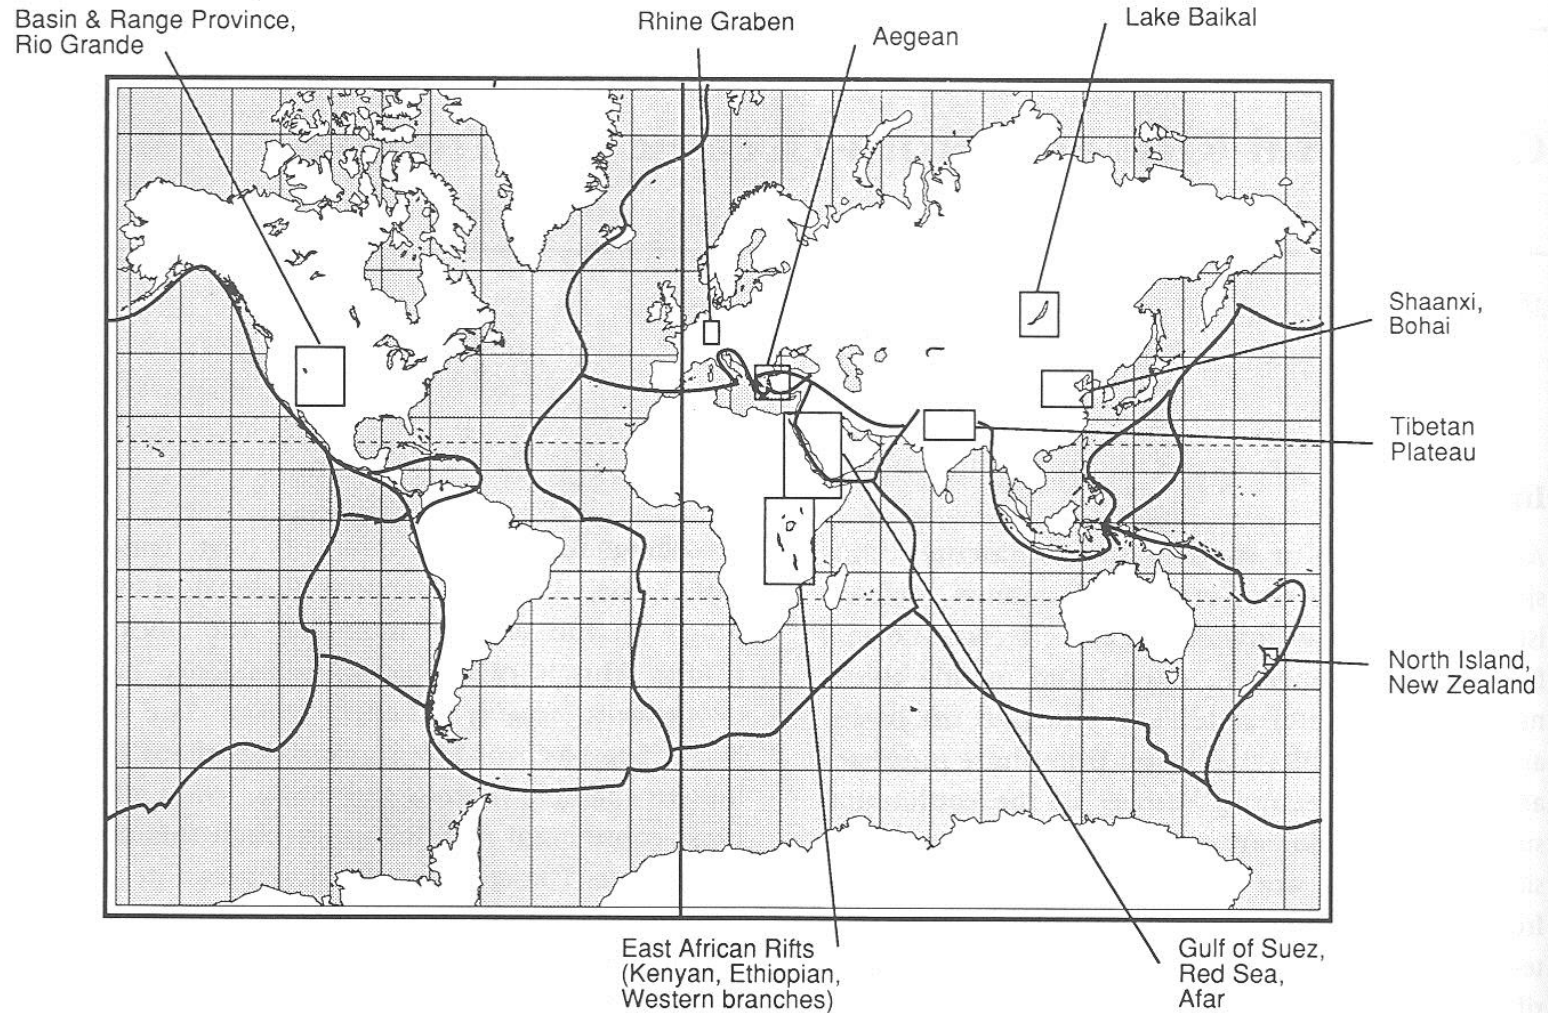 Basin & Range Province,
Rio Grande
Rhine Graben
Aegean
Lake Baikal
Shaanxi,
Bohai
Tibetan
Plateau
North Island,
New Zealand
East African Rifts
(Kenyan, Ethiopian,
Western branches)
Gulf of Suez,
Red Sea,
Afar